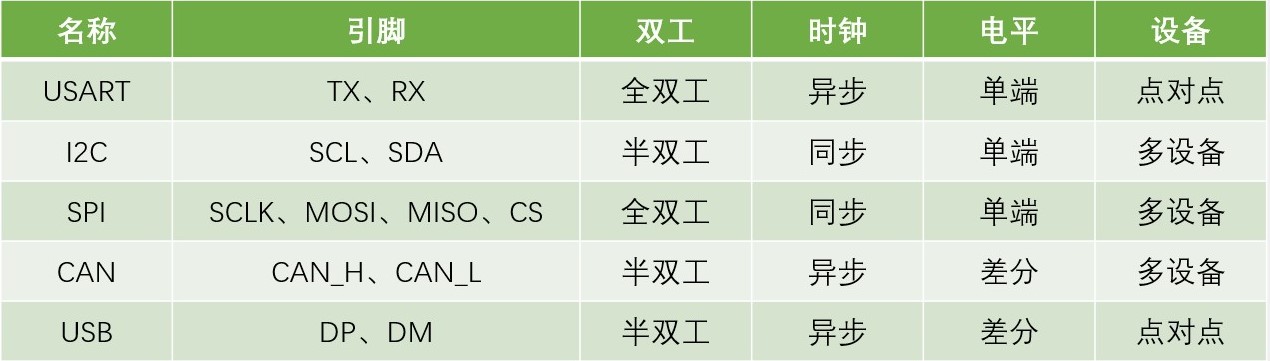 名称 引脚 双工 时钟 电平 设备
USART TX、RX 全双工 异步 单端 点对点
I2C SCL、SDA 半双工 同步 单端 多设备
SPI SCLK、MOSI、MISO、CS 全双工 同步 单端 多设备
CAN CAN_H、CAN_L 半双工 异步 差分 多设备
USB DP、DM 半双工 异步 差分 点对点